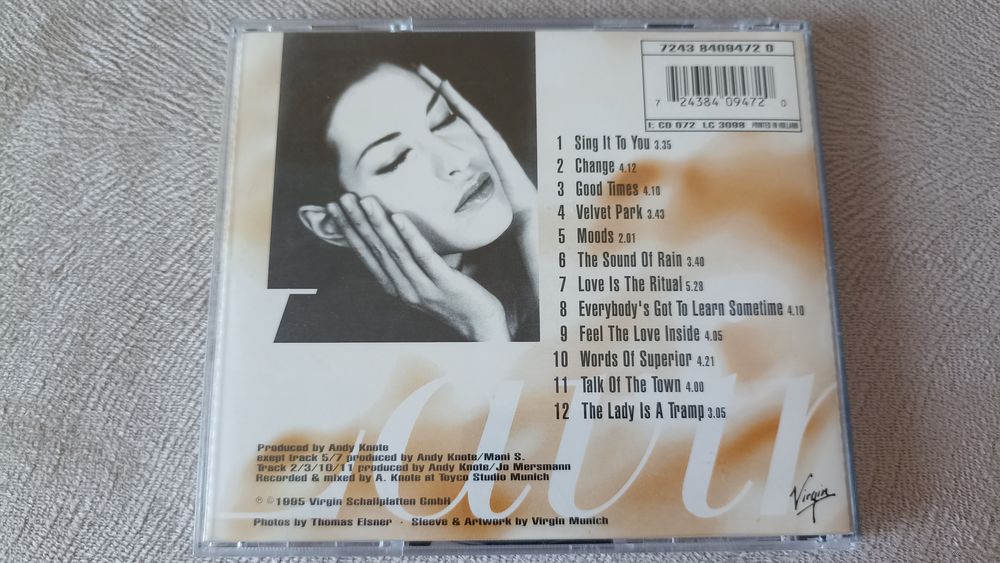 7243 8409472 0
7 24384 09472 0
I: CD 072 LC 3098 PRINTED IN HOLLAND
1 Sing It To You 3.35
2 Change 4.12
3 Good Times 4.10
4 Velvet Park 3.43
5 Moods 2.01
6 The Sound Of Rain 3.40
7 Love Is The Ritual 5.28
8 Everybody's Got To Learn Sometime 4.10
9 Feel The Love Inside 4.05
10 Words Of Superior 4.21
11 Talk Of The Town 4.00
12 The Lady Is A Tramp 3.05
Produced by Andy Knote
exept track 5/7 produced by Andy Knote/Mani S.
Track 2/3/10/11 produced by Andy Knote/Jo Mersmann
Recorded & mixed by A. Knote at Toyco Studio Munich
℗ © 1995 Virgin Schallplatten GmbH
Photos by Thomas Elsner · Sleeve & Artwork by Virgin Munich
Virgin